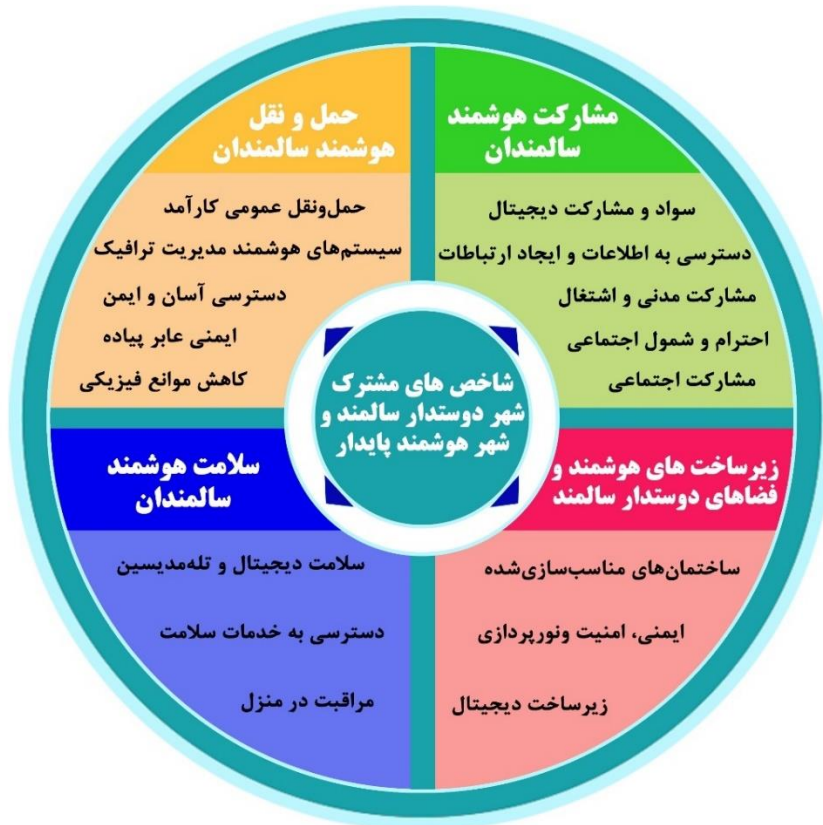 مشارکت هوشمند
سالمندان
سواد و مشارکت دیجیتال
دسترسی به اطلاعات و ایجاد ارتباطات
مشارکت مدنی و اشتغال
احترام و شمول اجتماعی
مشارکت اجتماعی
حمل و نقل
هوشمند سالمندان
حمل‌ونقل عمومی کارآمد
سیستم‌های هوشمند مدیریت ترافیک
دسترسی آسان و ایمن
ایمنی عابر پیاده
کاهش موانع فیزیکی
شاخص های مشترک
شهر دوستدار سالمند و
شهر هوشمند پایدار
زیرساخت های هوشمند و
فضاهای دوستدار سالمند
ساختمان‌های مناسب‌سازی‌شده
ایمنی، امنیت ونورپردازی
زیرساخت دیجیتال
سلامت هوشمند
سالمندان
سلامت دیجیتال و تله‌مدیسین
دسترسی به خدمات سلامت
مراقبت در منزل